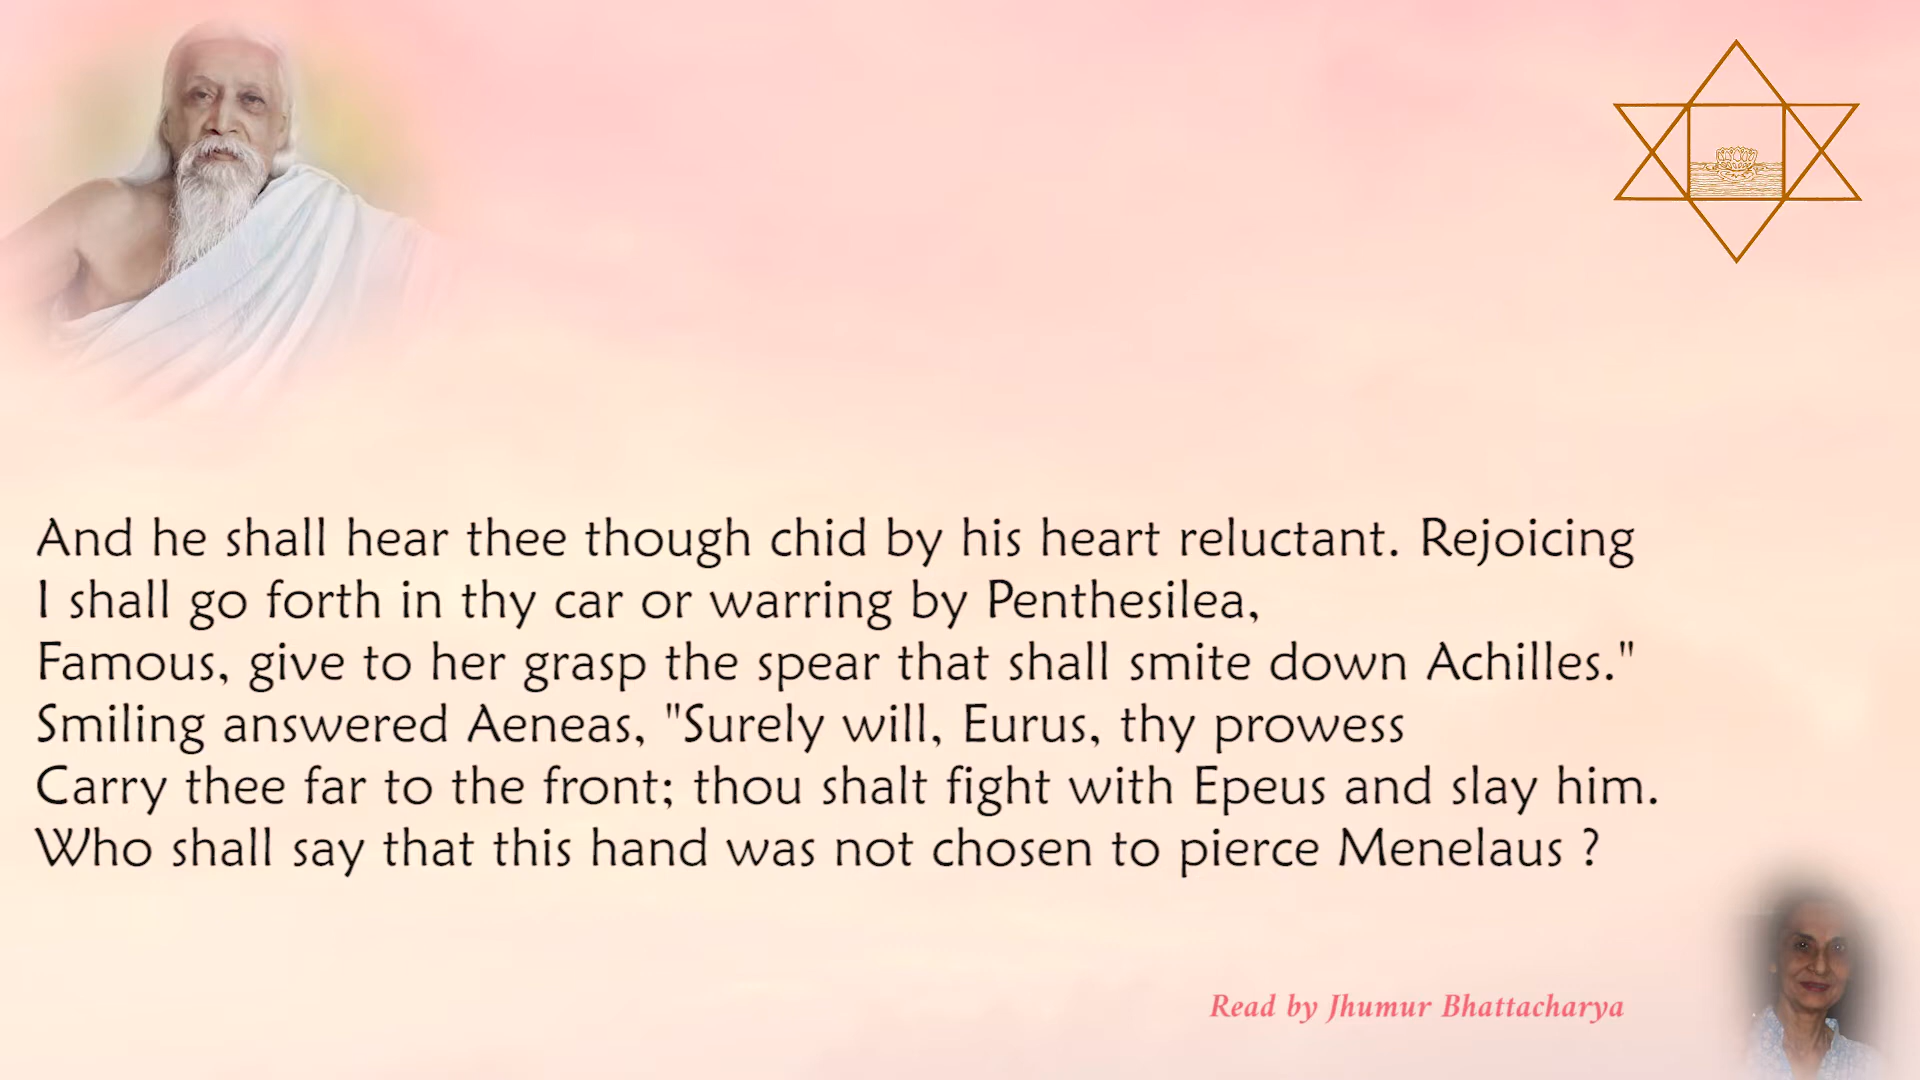 And he shall hear thee though chid by his heart reluctant. Rejoicing
I shall go forth in thy car or warring by Penthesilea,
Famous, give to her grasp the spear that shall smite down Achilles."
Smiling answered Aeneas, "Surely will, Eurus, thy prowess
Carry thee far to the front; thou shalt fight with Epeus and slay him.
Who shall say that this hand was not chosen to pierce Menelaus ?
Read by Jhumur Bhattacharya